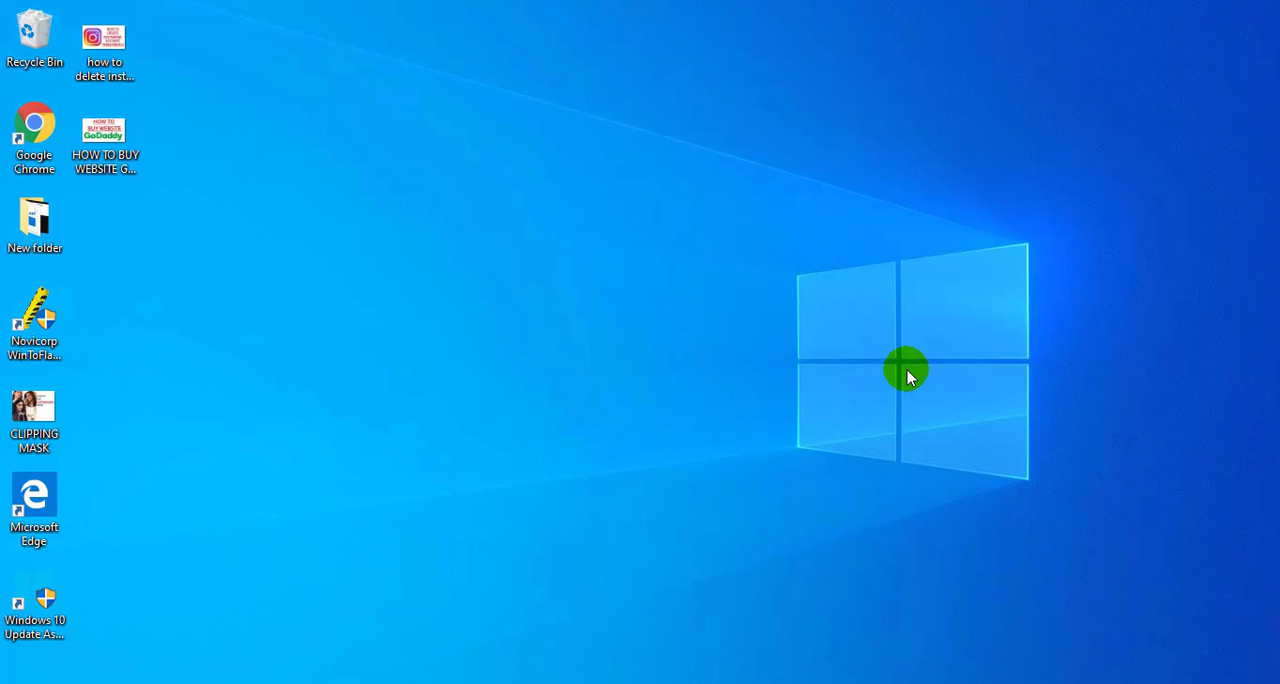 Recycle Bin
how to
delete inst...
Google
Chrome
HOW TO
BUY WEBSITE
GoDaddy
HOW TO BUY
WEBSITE G...
New folder
Novicorp
WinToFla...
CLIPPING
MASK
Microsoft
Edge
Windows 10
Update As...